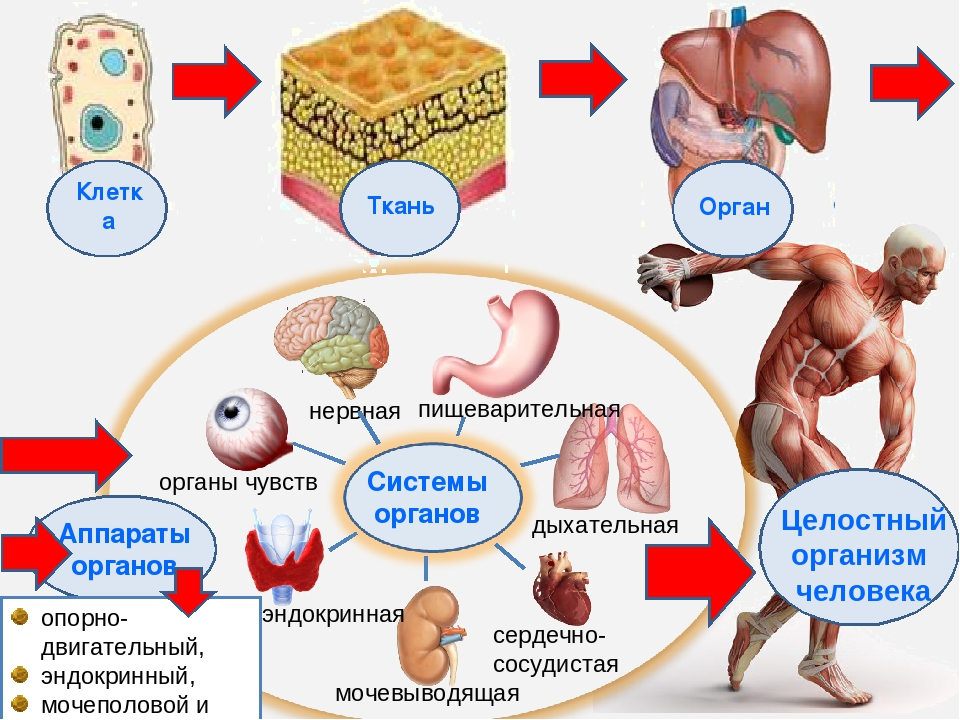 Клетк
а
Ткань
Орган
нервная
пищеварительная
органы чувств
Системы
органов
дыхательная
Аппараты
органов
Целостный
организм
человека
эндокринная
сердечно-
сосудистая
мочевыводящая
опорно-
двигательный,
эндокринный,
мочеполовой и